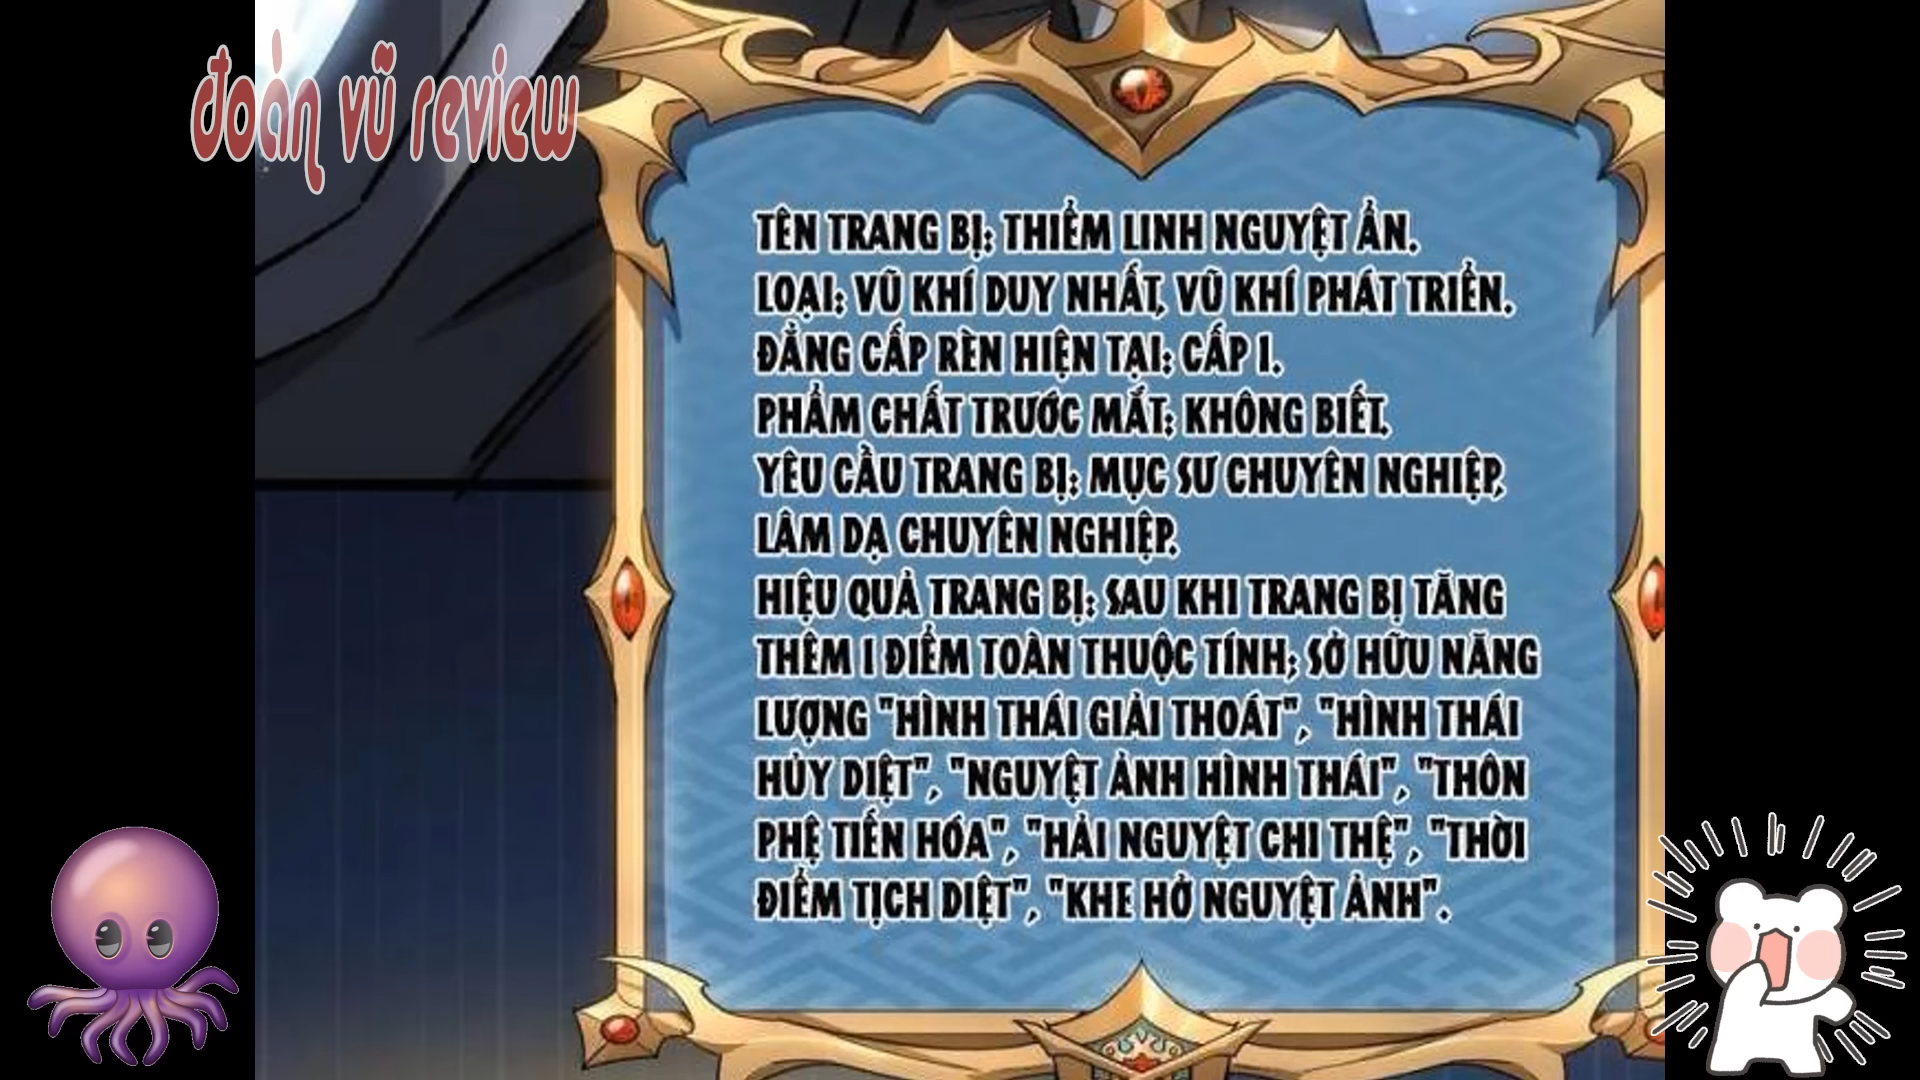 đoán vũ review
TÊN TRANG BỊ: THIỂM LINH NGUYỆT ẨN.
LOẠI: VŨ KHÍ DUY NHẤT, VŨ KHÍ PHÁT TRIỂN.
ĐẲNG CẤP RÈN HIỆN TẠI: CẤP 1.
PHẨM CHẤT TRƯỚC MẮT: KHÔNG BIẾT.
YÊU CẦU TRANG BỊ: MỤC SƯ CHUYÊN NGHIỆP,
LÂM DẠ CHUYÊN NGHIỆP.
HIỆU QUẢ TRANG BỊ: SAU KHI TRANG BỊ TĂNG
THÊM 1 ĐIỂM TOÀN THUỘC TÍNH; SỞ HỮU NĂNG
LƯỢNG "HÌNH THÁI GIẢI THOÁT", "HÌNH THÁI
HỦY DIỆT", "NGUYỆT ẢNH HÌNH THÁI", "THÔN
PHỆ TIẾN HÓA", "HẢI NGUYỆT CHI THỆ", "THỜI
ĐIỂM TỊCH DIỆT", "KHE HỞ NGUYỆT ẢNH".